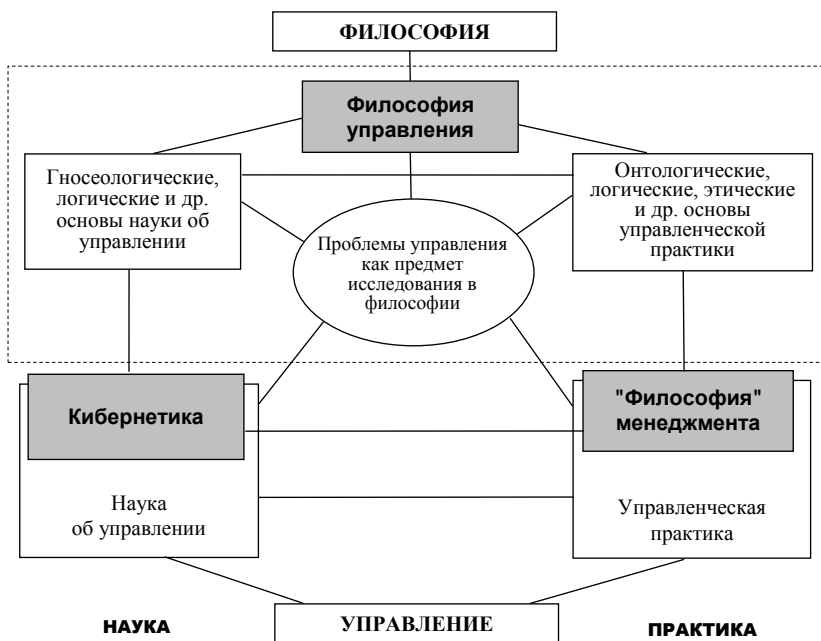 ФИЛОСОФИЯ
Философия
управления
Гносеологические,
логические и др.
основы науки об
управлении
Онтологические,
логические, этические
и др. основы
управленческой
практики
Проблемы управления
как предмет
исследования в
философии
Кибернетика
"Философия"
менеджмента
Наука
об управлении
Управленческая
практика
НАУКА
УПРАВЛЕНИЕ
ПРАКТИКА